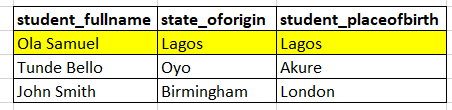 student_fullname state_oforigin student_placeofbirth
Ola Samuel Lagos Lagos
Tunde Bello Oyo Akure
John Smith Birmingham London